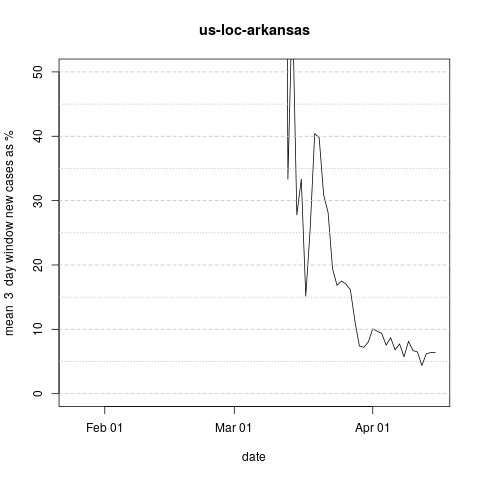 us-loc-arkansas
mean 3 day window new cases as %
50
40
30
20
10
0
Feb 01
Mar 01
Apr 01
date